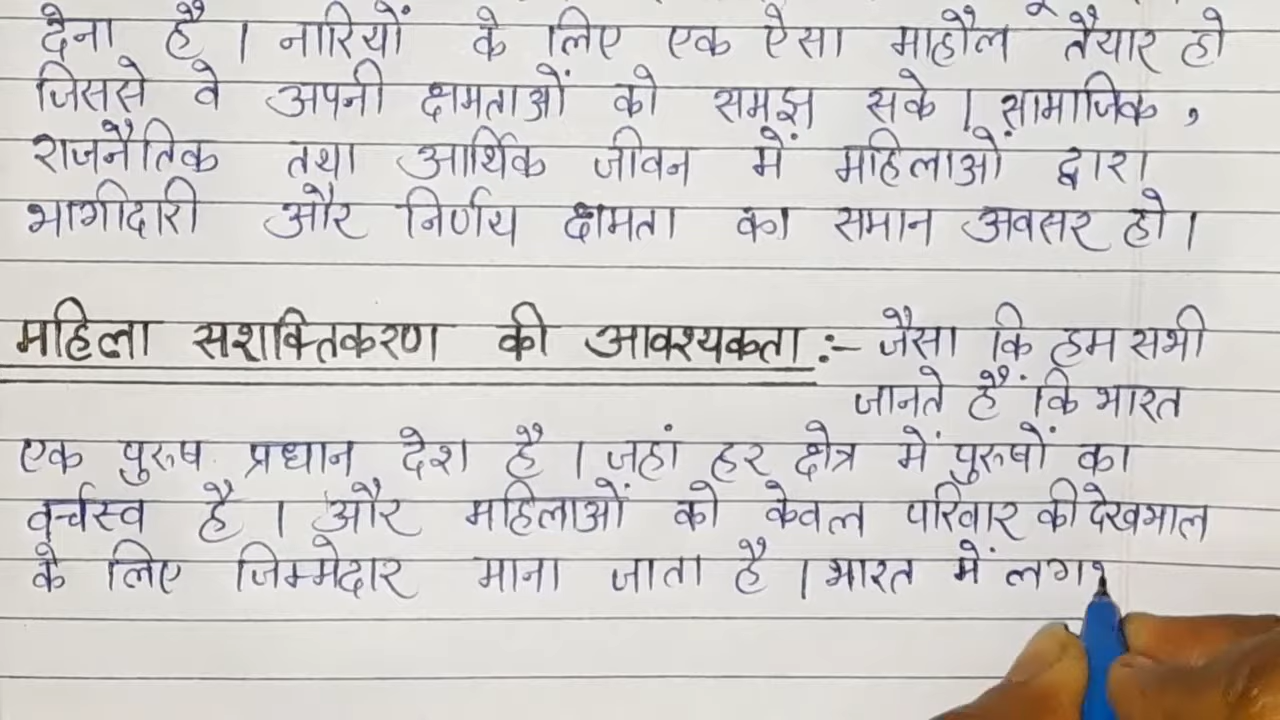 देना है । नारियों के लिए एक ऐसा माहौल तैयार हो
जिससे वे अपनी क्षमताओं को समझ सके । सामाजिक ,
राजनैतिक तथा आर्थिक जीवन में महिलाओं द्वारा
भागीदारी और निर्णय क्षमता का समान अवसर हो ।
महिला सशक्तिकरण की आवश्यकता :- जैसा कि हम सभी
जानते हैं कि भारत
एक पुरुष प्रधान देश है । जहां हर क्षेत्र में पुरुषों का
वर्चस्व है । और महिलाओं को केवल परिवार की देखभाल
के लिए जिम्मेदार माना जाता है । भारत में लग